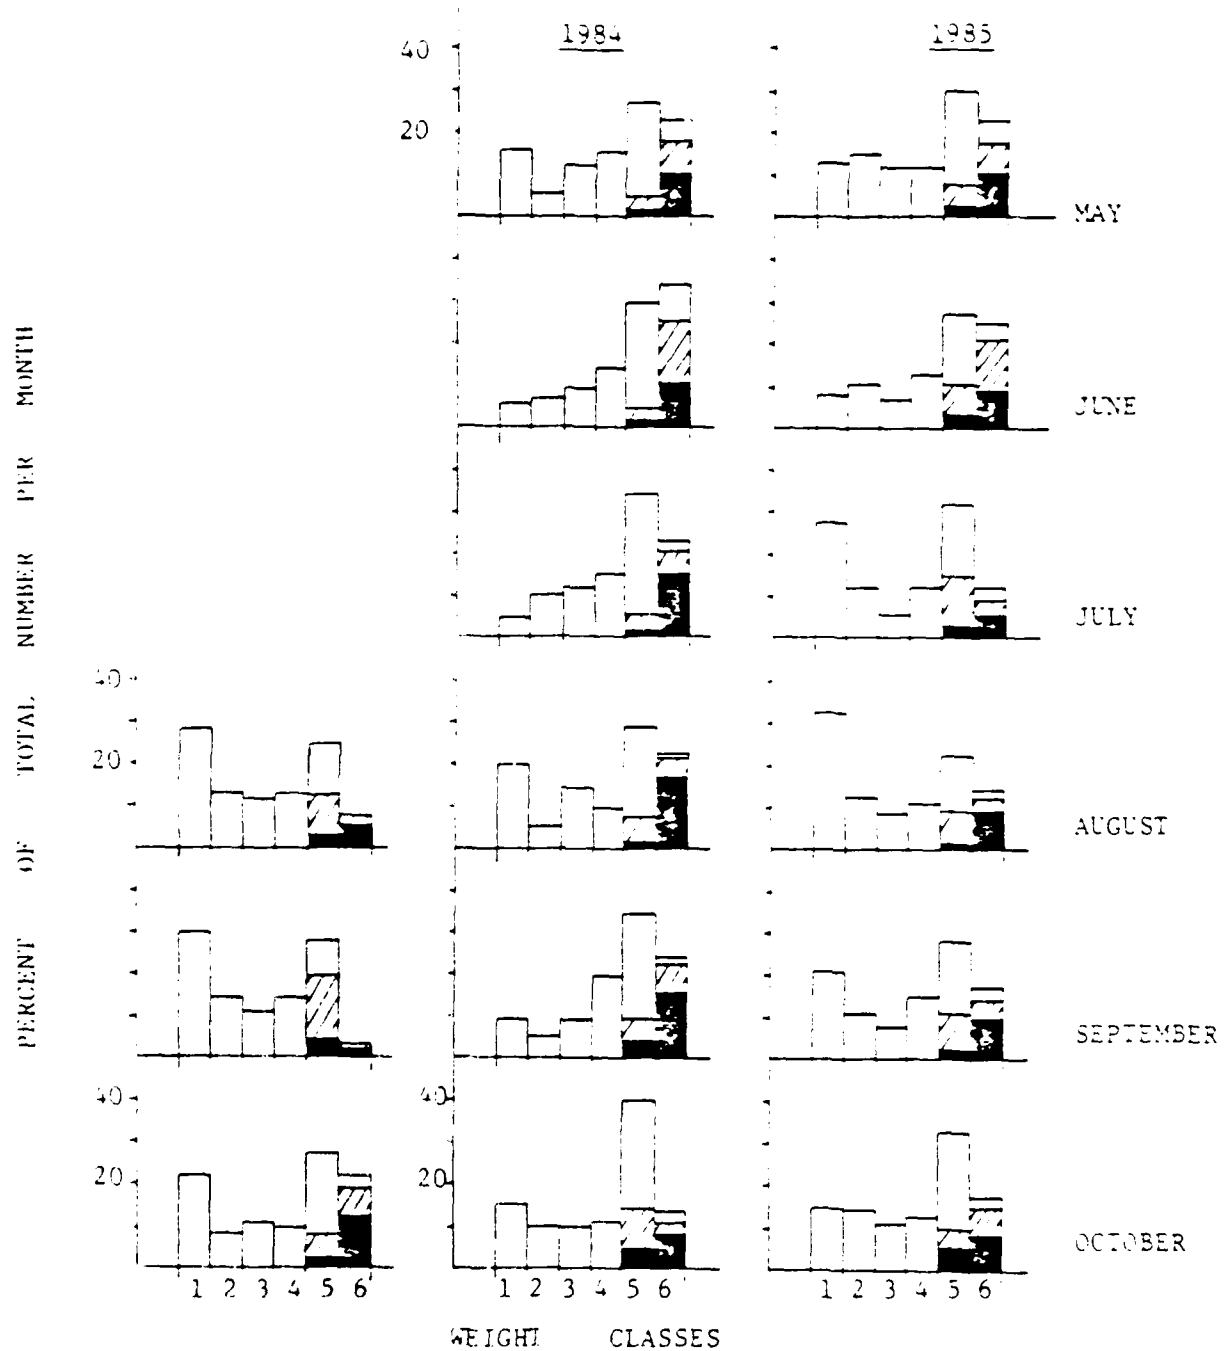 1984 1985
40
20
MAY
JUNE
JULY
40
20
AUGUST
SEPTEMBER
40 40
20 20
OCTOBER
1 2 3 4 5 6 1 2 3 4 5 6 1 2 3 4 5 6
WEIGHT CLASSES
PERCENT OF TOTAL NUMBER PER MONTH